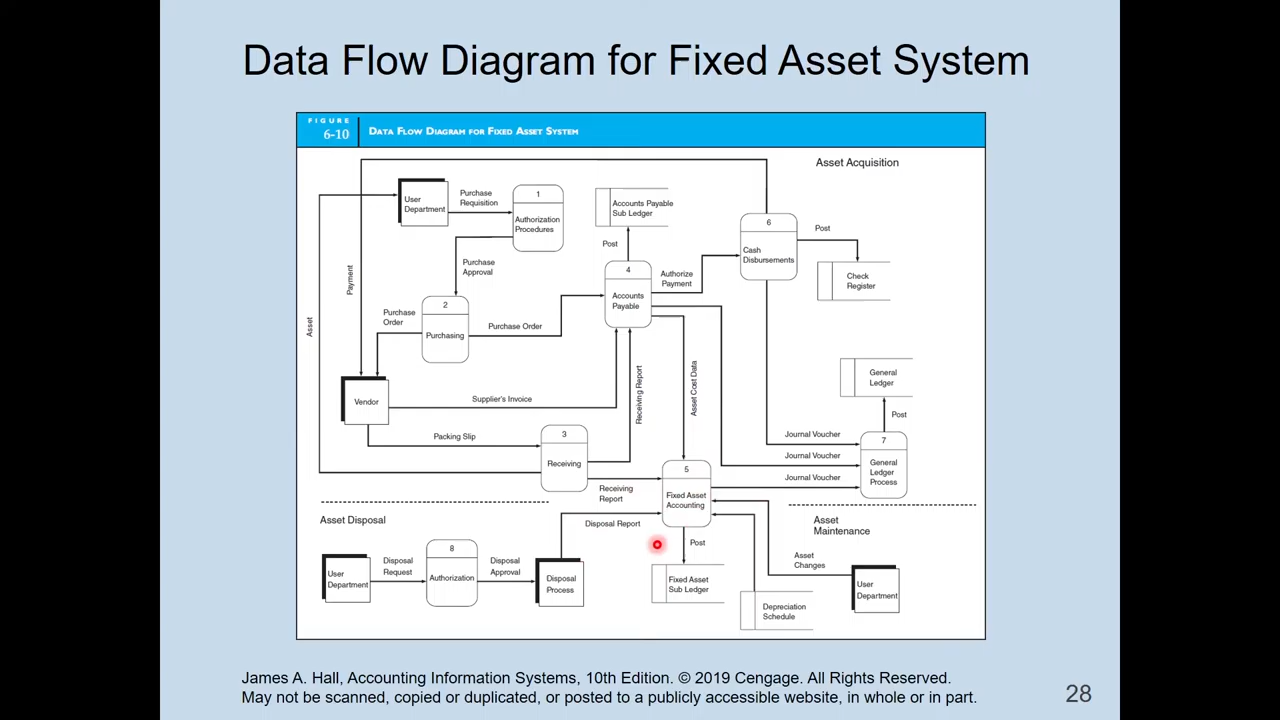 Data Flow Diagram for Fixed Asset System
FIGURE
6-10
DATA FLOW DIAGRAM FOR FIXED ASSET SYSTEM
Asset Acquisition
User
Department
Purchase
Requisition
1
Authorization
Procedures
Accounts Payable
Sub Ledger
Post
6
Cash
Disbursements
Post
Check
Register
Purchase
Approval
4
Accounts
Payable
Authorize
Payment
Payment
Asset
Purchase
Order
2
Purchasing
Purchase Order
Vendor
Supplier's Invoice
Receiving Report
Asset Cost Data
General
Ledger
Post
Packing Slip
3
Receiving
Receiving
Report
5
Fixed Asset
Accounting
Journal Voucher
Journal Voucher
Journal Voucher
7
General
Ledger
Process
Asset Disposal
Disposal Report
Asset
Maintenance
User
Department
Disposal
Request
8
Authorization
Disposal
Approval
Disposal
Process
Post
Fixed Asset
Sub Ledger
Depreciation
Schedule
Asset
Changes
User
Department
James A. Hall, Accounting Information Systems, 10th Edition. © 2019 Cengage. All Rights Reserved.
May not be scanned, copied or duplicated, or posted to a publicly accessible website, in whole or in part.
28